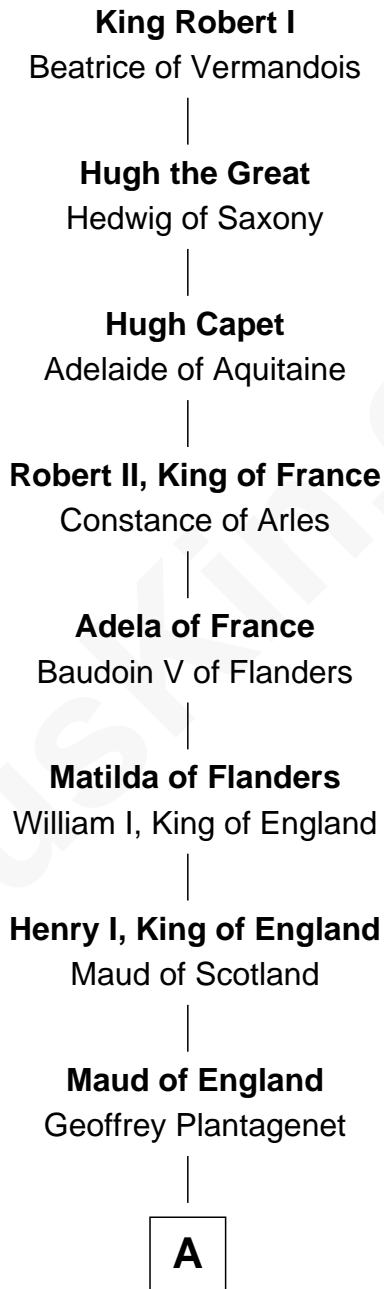 King Robert I
Beatrice of Vermandois
Hugh the Great
Hedwig of Saxony
Hugh Capet
Adelaide of Aquitaine
Robert II, King of France
Constance of Arles
Adela of France
Baudoin V of Flanders
Matilda of Flanders
William I, King of England
Henry I, King of England
Maud of Scotland
Maud of England
Geoffrey Plantagenet
A